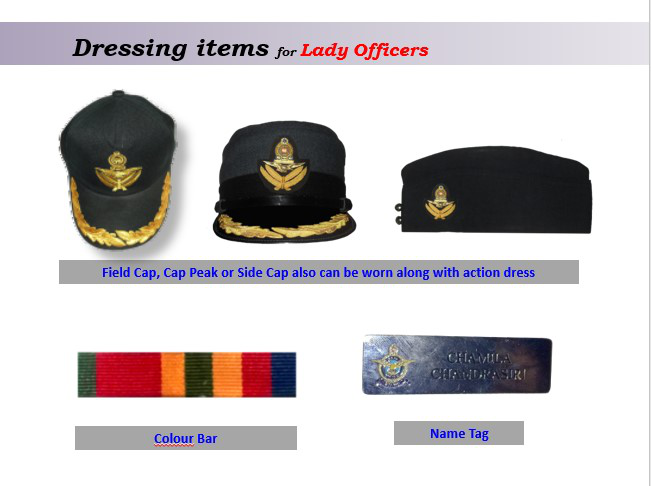 Dressing items for Lady Officers
Field Cap, Cap Peak or Side Cap also can be worn along with action dress
CHAMILA
CHANDRASIRI
Colour Bar
Name Tag